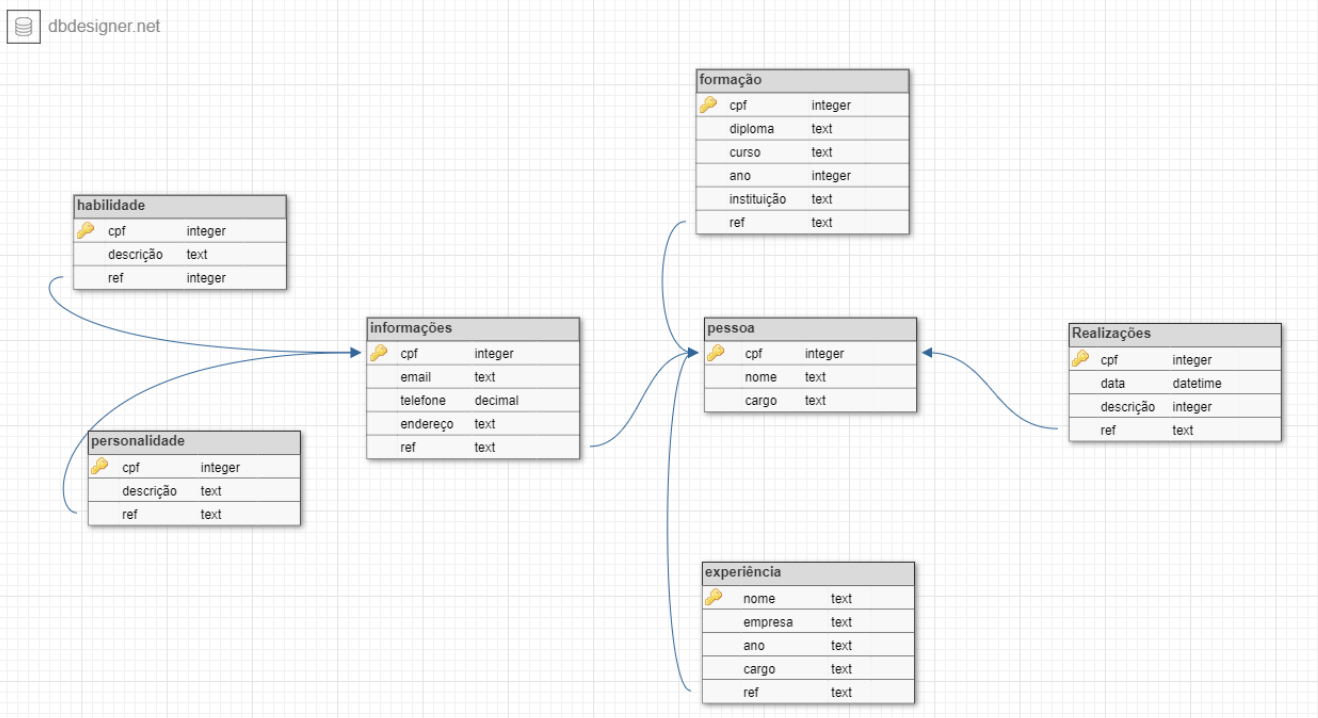 dbdesigner.net
formação
cpf integer
diploma text
curso text
ano integer
instituição text
ref text
habilidade
cpf integer
descrição text
ref integer
informações
cpf integer
email text
telefone decimal
endereço text
ref text
pessoa
cpf integer
nome text
cargo text
Realizações
cpf integer
data datetime
descrição integer
ref text
personalidade
cpf integer
descrição text
ref text
experiência
nome text
empresa text
ano text
cargo text
ref text